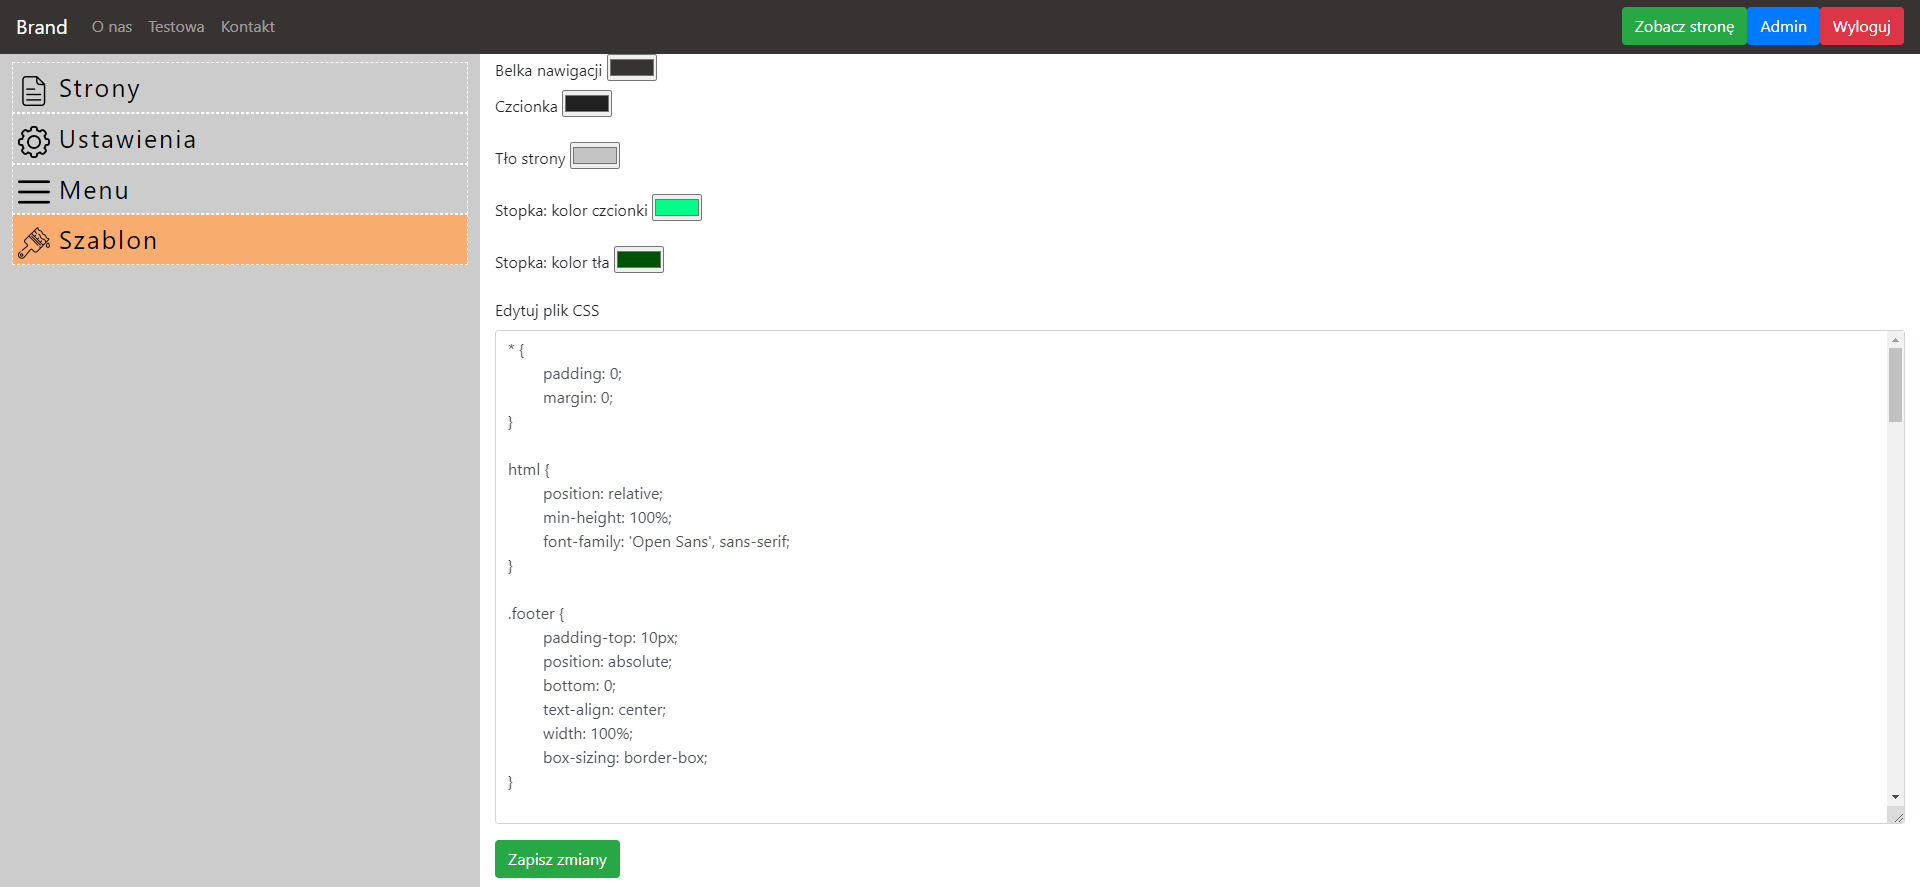 Brand O nas Testowa Kontakt Zobacz stronę Admin Wyloguj
Strony
Ustawienia
Menu
Szablon
Belka nawigacji
Czcionka
Tło strony
Stopka: kolor czcionki
Stopka: kolor tła
Edytuj plik CSS
* {
padding: 0;
margin: 0;
}
html {
position: relative;
min-height: 100%;
font-family: 'Open Sans', sans-serif;
}
.footer {
padding-top: 10px;
position: absolute;
bottom: 0;
text-align: center;
width: 100%;
box-sizing: border-box;
}
Zapisz zmiany